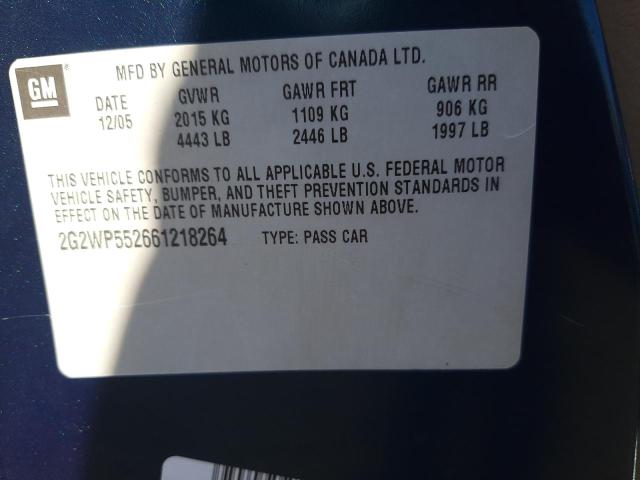 GM®
MFD BY GENERAL MOTORS OF CANADA LTD.
DATE GVWR GAWR FRT GAWR RR
12/05 2015 KG 1109 KG 906 KG
4443 LB 2446 LB 1997 LB
THIS VEHICLE CONFORMS TO ALL APPLICABLE U.S. FEDERAL MOTOR
VEHICLE SAFETY, BUMPER, AND THEFT PREVENTION STANDARDS IN
EFFECT ON THE DATE OF MANUFACTURE SHOWN ABOVE.
2G2WP552661218264 TYPE: PASS CAR